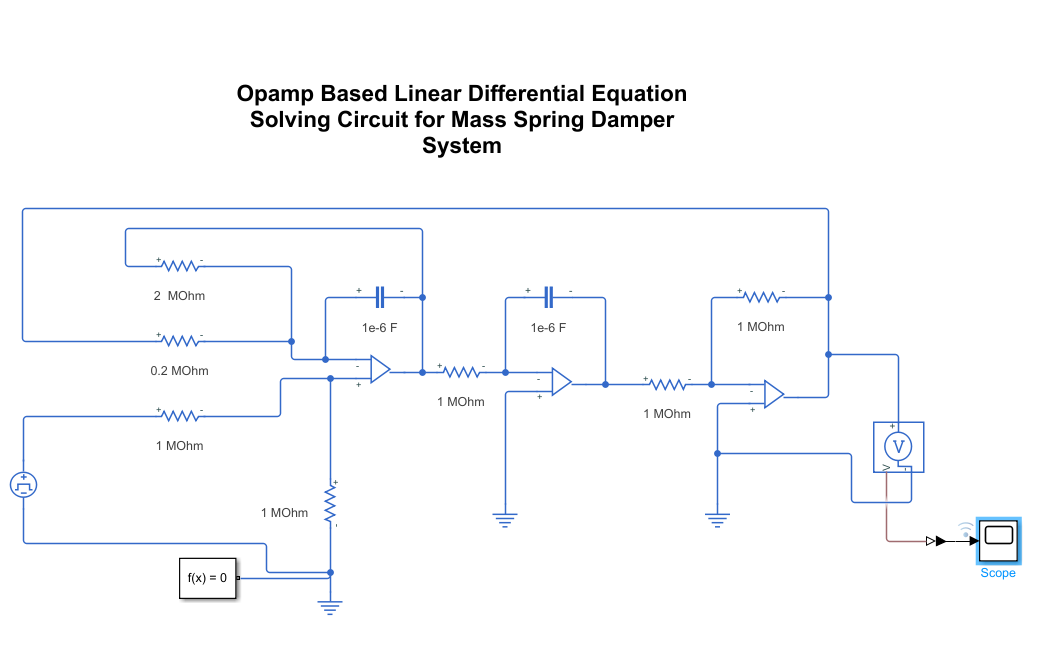 Opamp Based Linear Differential Equation
Solving Circuit for Mass Spring Damper
System
2 MOhm
1e-6 F
1e-6 F
1 MOhm
0.2 MOhm
1 MOhm
1 MOhm
1 MOhm
V
V
1 MOhm
f(x) = 0
Scope